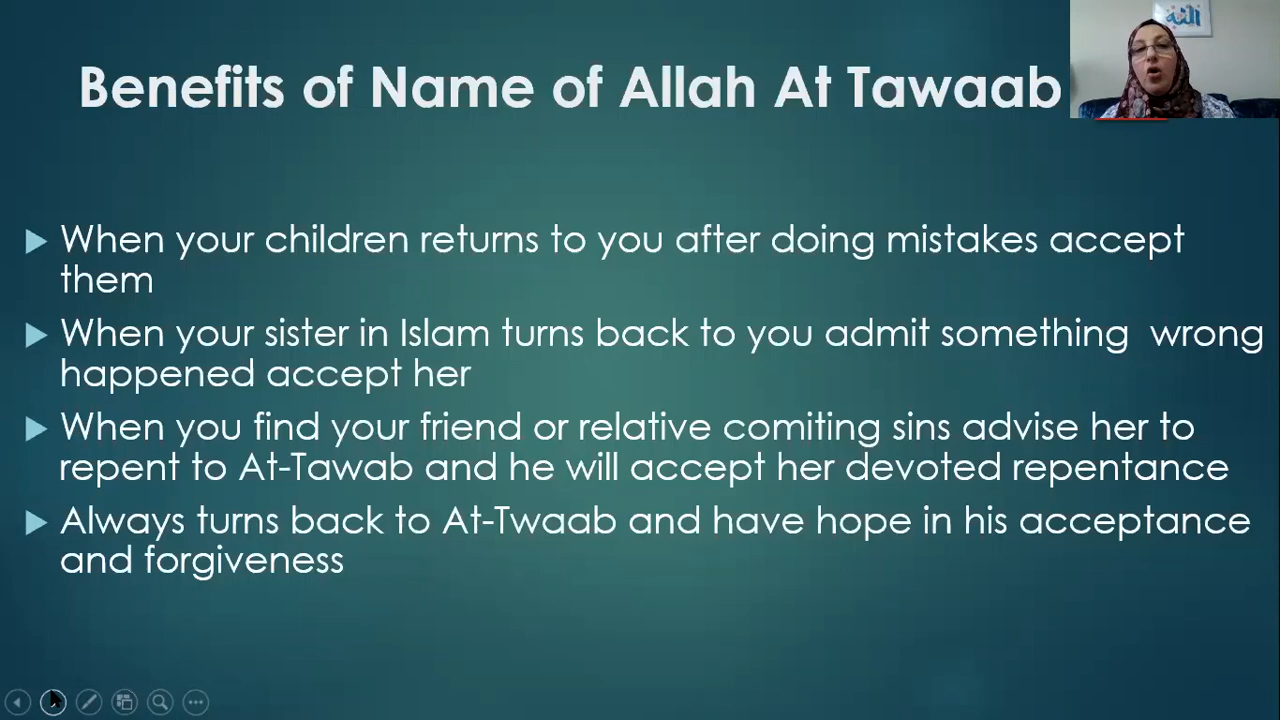 Benefits of Name of Allah At Tawaab
الله
When your children returns to you after doing mistakes accept
them
When your sister in Islam turns back to you admit something wrong
happened accept her
When you find your friend or relative comiting sins advise her to
repent to At-Tawab and he will accept her devoted repentance
Always turns back to At-Twaab and have hope in his acceptance
and forgiveness